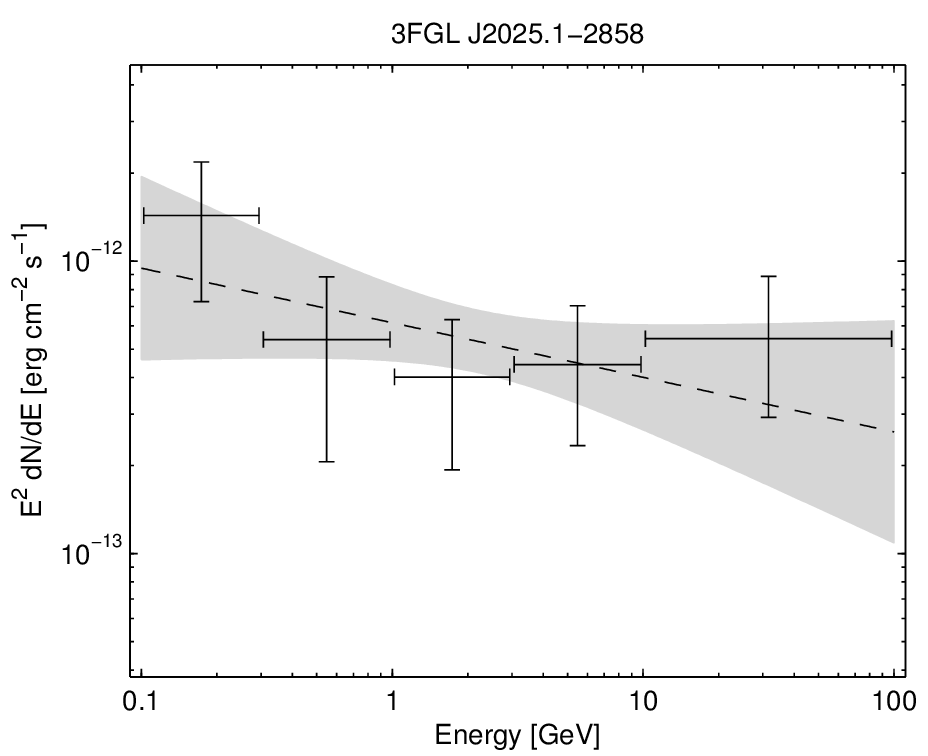 3FGL J2025.1−2858
E² dN/dE [erg cm⁻² s⁻¹]
10⁻¹²
10⁻¹³
0.1 1 10 100
Energy [GeV]